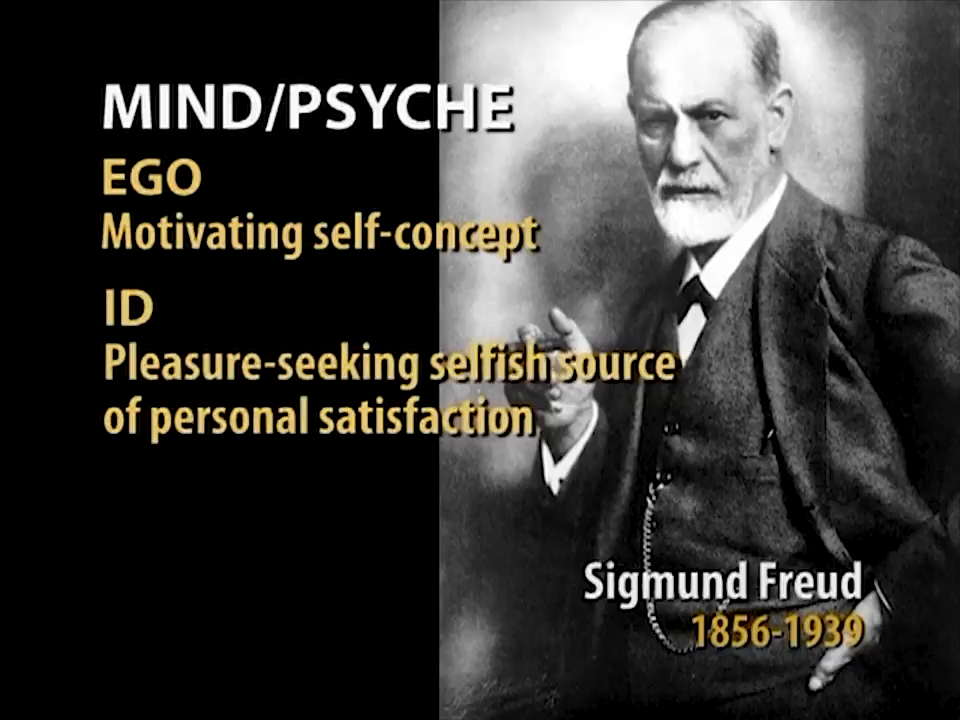 MIND/PSYCHE
EGO
Motivating self-concept
ID
Pleasure-seeking selfish source
of personal satisfaction
Sigmund Freud
1856-1939